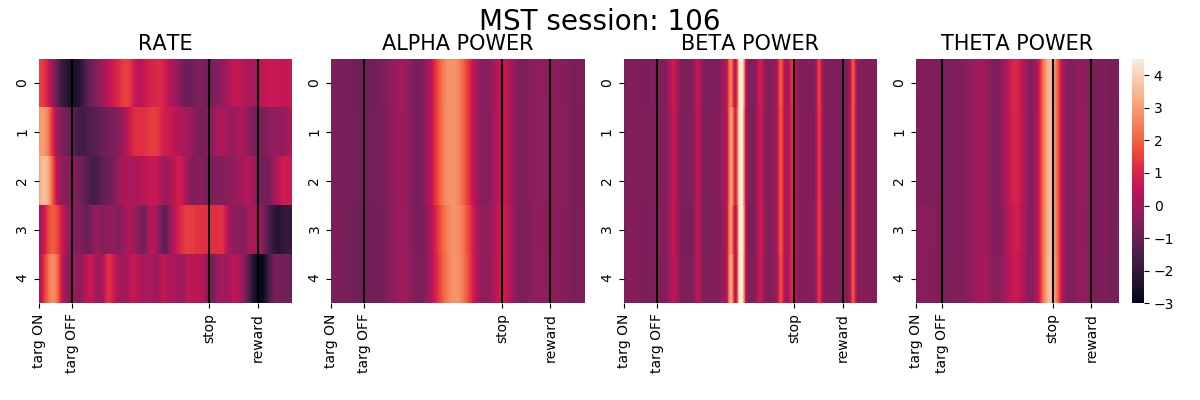 MST session: 106
RATE
ALPHA POWER
BETA POWER
THETA POWER
0
1
2
3
4
targ ON
targ OFF
stop
reward
0
1
2
3
4
targ ON
targ OFF
stop
reward
0
1
2
3
4
targ ON
targ OFF
stop
reward
0
1
2
3
4
targ ON
targ OFF
stop
reward
4
3
2
1
0
−1
−2
−3